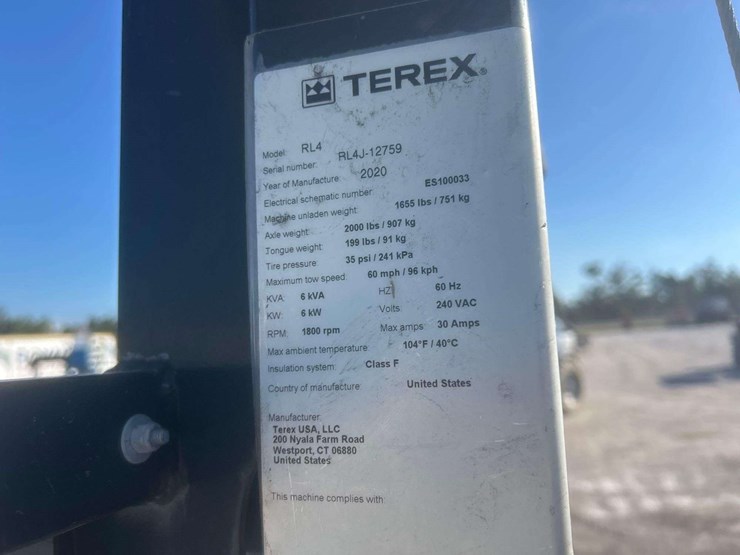 TEREX®
Model: RL4
Serial number: RL4J-12759
Year of Manufacture: 2020
Electrical schematic number: ES100033
Machine unladen weight: 1655 lbs / 751 kg
Axle weight: 2000 lbs / 907 kg
Tongue weight: 199 lbs / 91 kg
Tire pressure: 35 psi / 241 kPa
Maximum tow speed: 60 mph / 96 kph
KVA: 6 kVA HZ: 60 Hz
KW: 6 kW Volts: 240 VAC
RPM: 1800 rpm Max amps: 30 Amps
Max ambient temperature: 104°F / 40°C
Insulation system: Class F
Country of manufacture: United States
Manufacturer:
Terex USA, LLC
200 Nyala Farm Road
Westport, CT 06880
United States
This machine complies with: